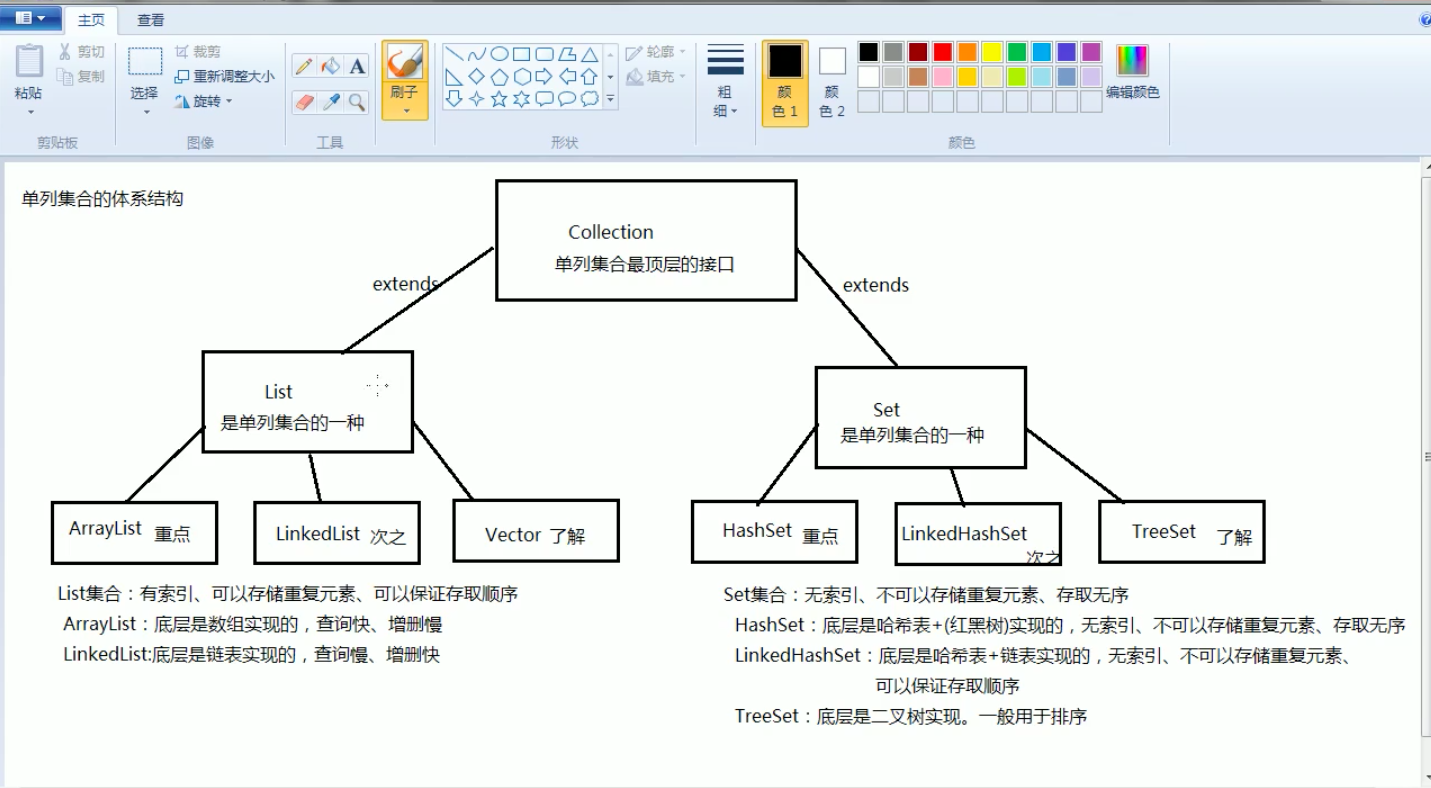 主页 查看
剪切
复制
粘贴
剪贴板
裁剪
重新调整大小
旋转
选择
图像
A
工具
刷子
轮廓
填充
形状
粗
细
颜
色 1
颜
色 2
编辑颜色
颜色
单列集合的体系结构
Collection
单列集合最顶层的接口
extends
extends
List
是单列集合的一种
Set
是单列集合的一种
ArrayList 重点
LinkedList 次之
Vector 了解
HashSet 重点
LinkedHashSet
次之
TreeSet 了解
List集合：有索引、可以存储重复元素、可以保证存取顺序
ArrayList：底层是数组实现的，查询快、增删慢
LinkedList:底层是链表实现的，查询慢、增删快
Set集合：无索引、不可以存储重复元素、存取无序
HashSet：底层是哈希表+(红黑树)实现的，无索引、不可以存储重复元素、存取无序
LinkedHashSet：底层是哈希表+链表实现的，无索引、不可以存储重复元素、
可以保证存取顺序
TreeSet：底层是二叉树实现。一般用于排序